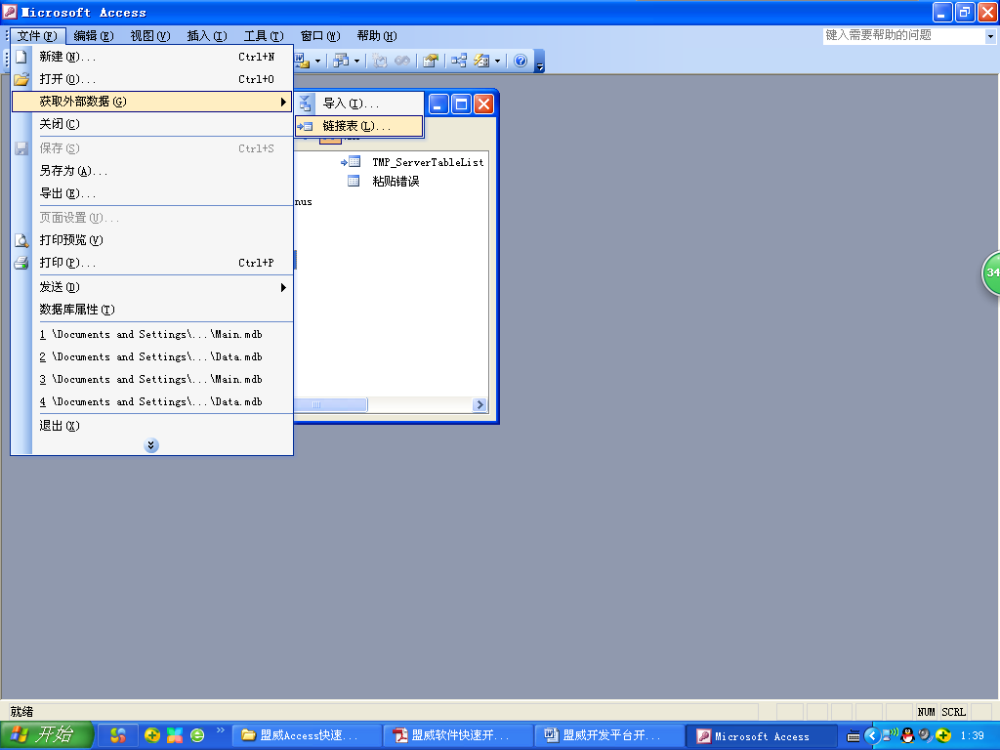 Microsoft Access
文件(F) 编辑(E) 视图(V) 插入(I) 工具(T) 窗口(W) 帮助(H) 键入需要帮助的问题
新建(N)... Ctrl+N
打开(O)... Ctrl+O
获取外部数据(G)
导入(I)...
链接表(L)...
关闭(C)
保存(S) Ctrl+S
另存为(A)...
导出(E)...
页面设置(U)...
打印预览(V)
打印(P)... Ctrl+P
发送(D)
数据库属性(T)
1 \Documents and Settings\...\Main.mdb
2 \Documents and Settings\...\Data.mdb
3 \Documents and Settings\...\Main.mdb
4 \Documents and Settings\...\Data.mdb
退出(X)
TMP_ServerTableList
粘贴错误
nus
34
就绪 NUM SCRL
开始 盟威Access快速... 盟威软件快速开... 盟威开发平台开... Microsoft Access 1:39